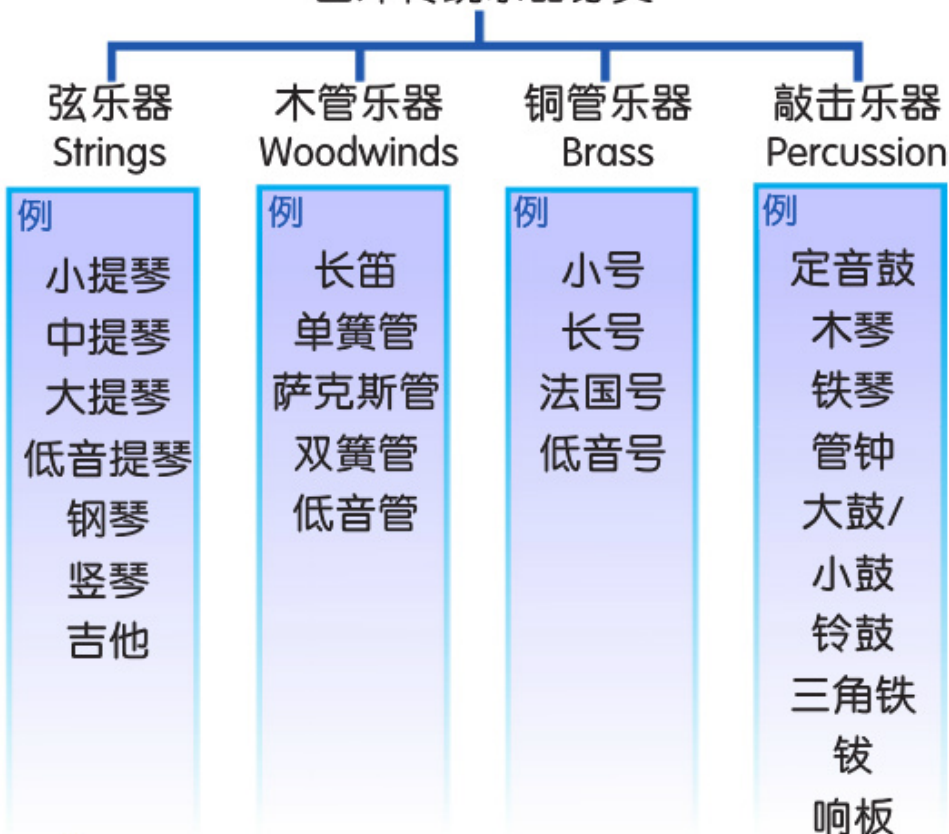 弦乐器
Strings
例
小提琴
中提琴
大提琴
低音提琴
钢琴
竖琴
吉他
木管乐器
Woodwinds
例
长笛
单簧管
萨克斯管
双簧管
低音管
铜管乐器
Brass
例
小号
长号
法国号
低音号
敲击乐器
Percussion
例
定音鼓
木琴
铁琴
管钟
大鼓/
小鼓
铃鼓
三角铁
钹
响板